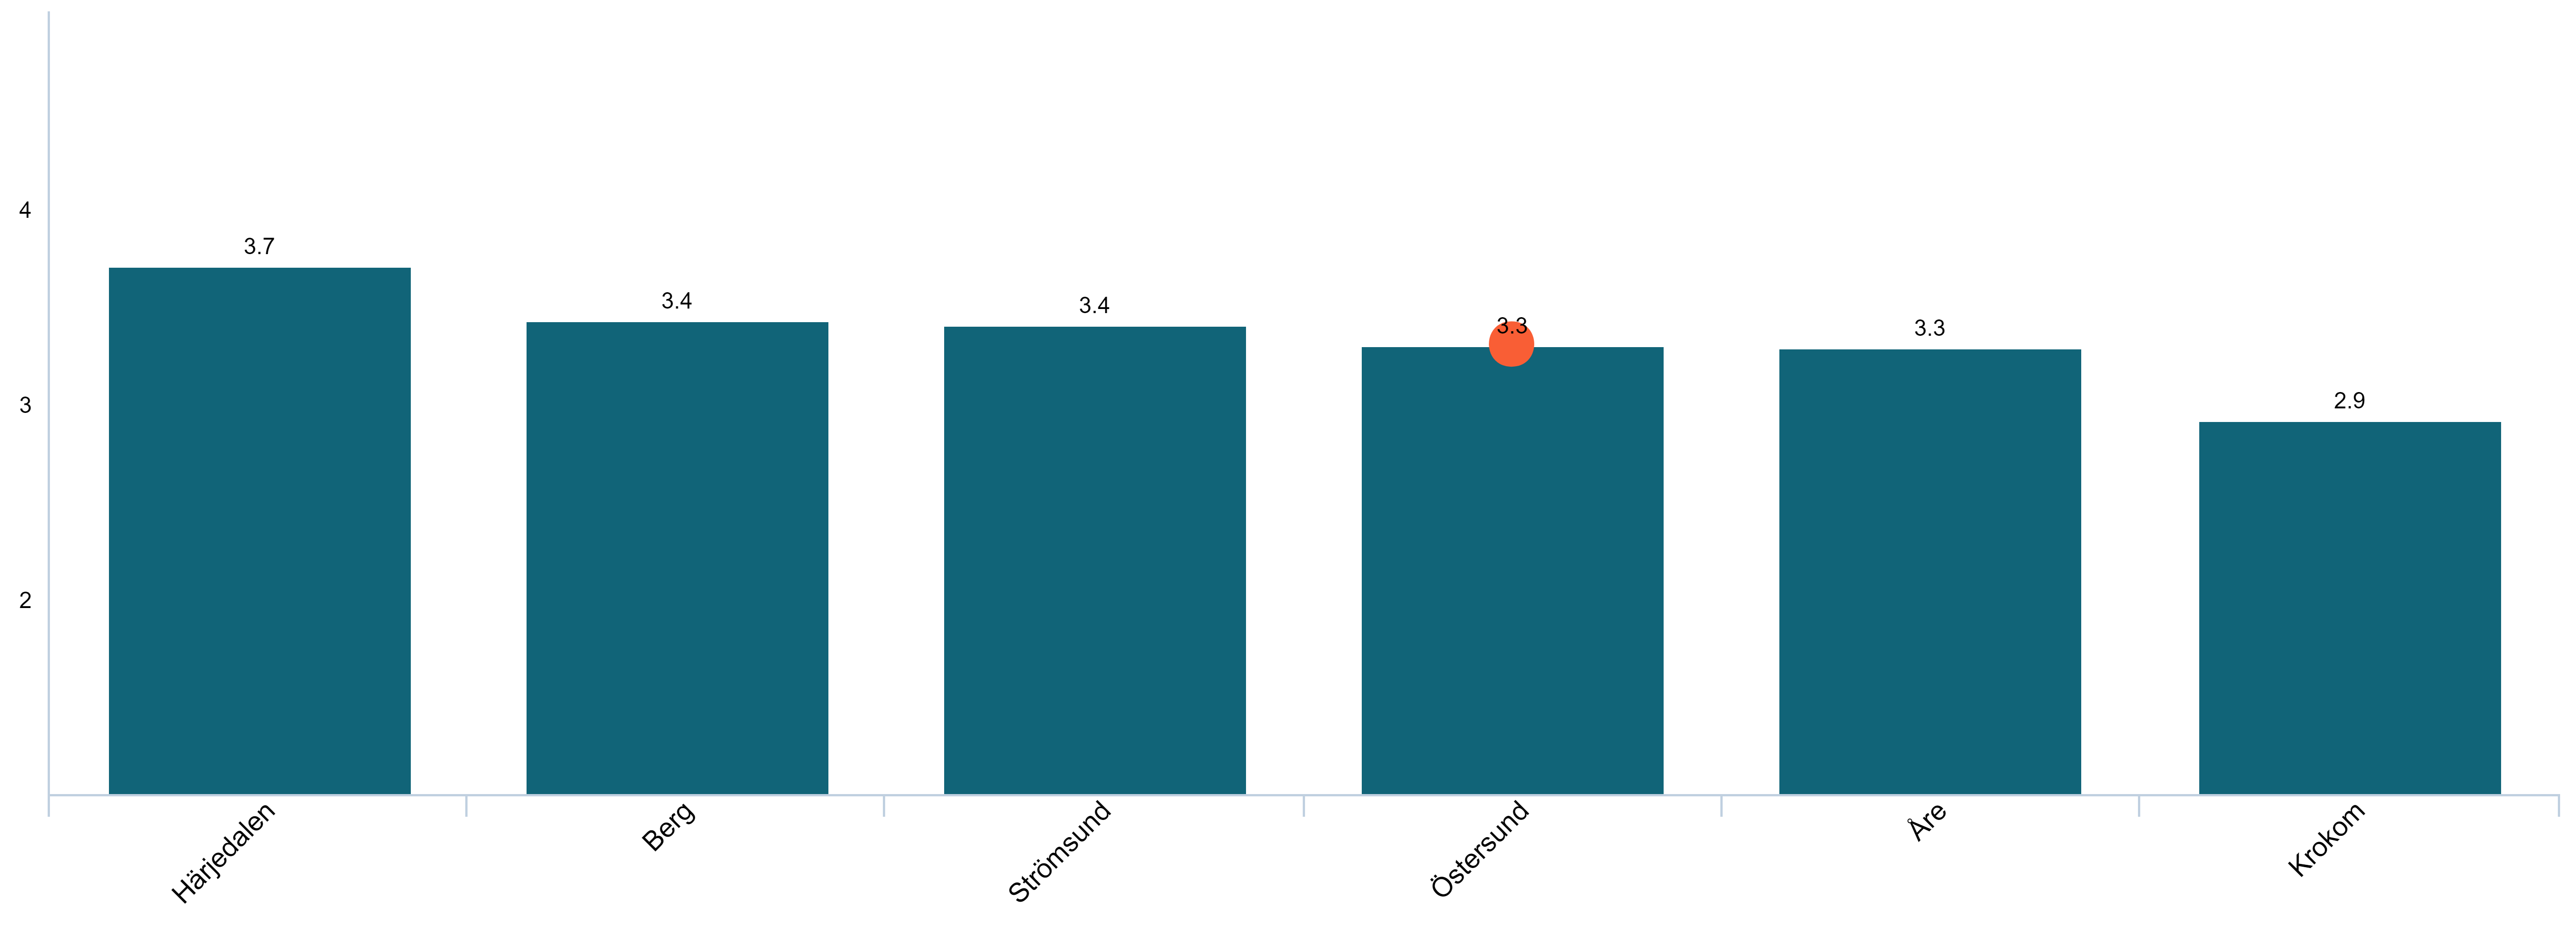 4
3
2
3.7
3.4
3.4
3.3
3.3
2.9
Härjedalen
Berg
Strömsund
Östersund
Åre
Krokom